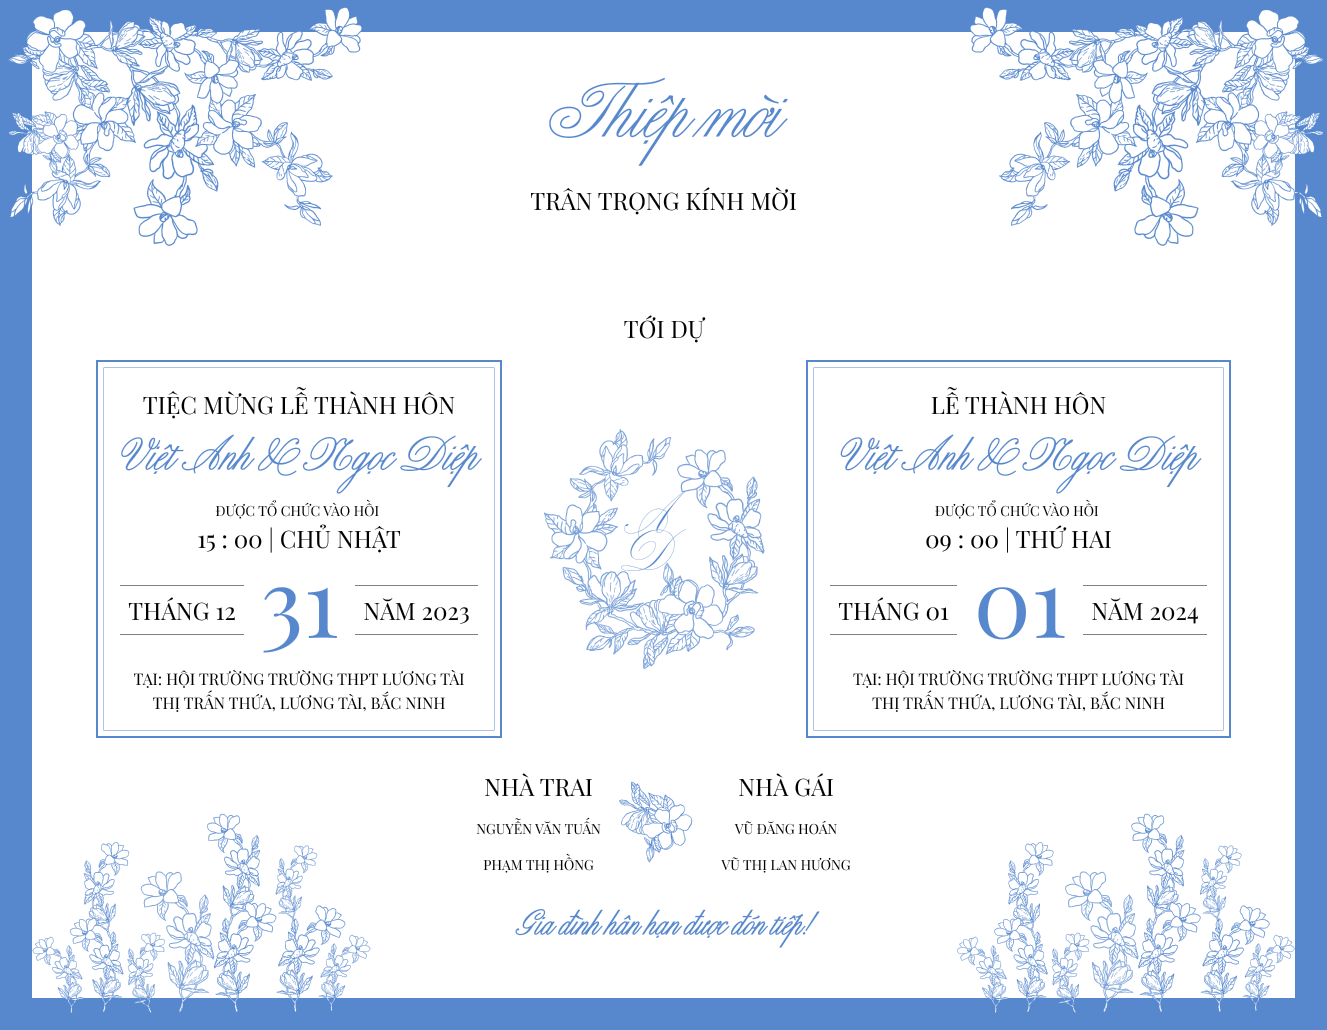 Thiệp mời
TRÂN TRỌNG KÍNH MỜI
TỚI DỰ
TIỆC MỪNG LỄ THÀNH HÔN
Việt Anh & Ngọc Diệp
ĐƯỢC TỔ CHỨC VÀO HỒI
15 : 00 | CHỦ NHẬT
THÁNG 12
31
NĂM 2023
TẠI: HỘI TRƯỜNG TRƯỜNG THPT LƯƠNG TÀI
THỊ TRẤN THỨA, LƯƠNG TÀI, BẮC NINH
LỄ THÀNH HÔN
Việt Anh & Ngọc Diệp
ĐƯỢC TỔ CHỨC VÀO HỒI
09 : 00 | THỨ HAI
THÁNG 01
01
NĂM 2024
TẠI: HỘI TRƯỜNG TRƯỜNG THPT LƯƠNG TÀI
THỊ TRẤN THỨA, LƯƠNG TÀI, BẮC NINH
NHÀ TRAI
NGUYỄN VĂN TUẤN
PHẠM THỊ HỒNG
NHÀ GÁI
VŨ ĐĂNG HOÁN
VŨ THỊ LAN HƯƠNG
Gia đình hân hạn được đón tiếp!